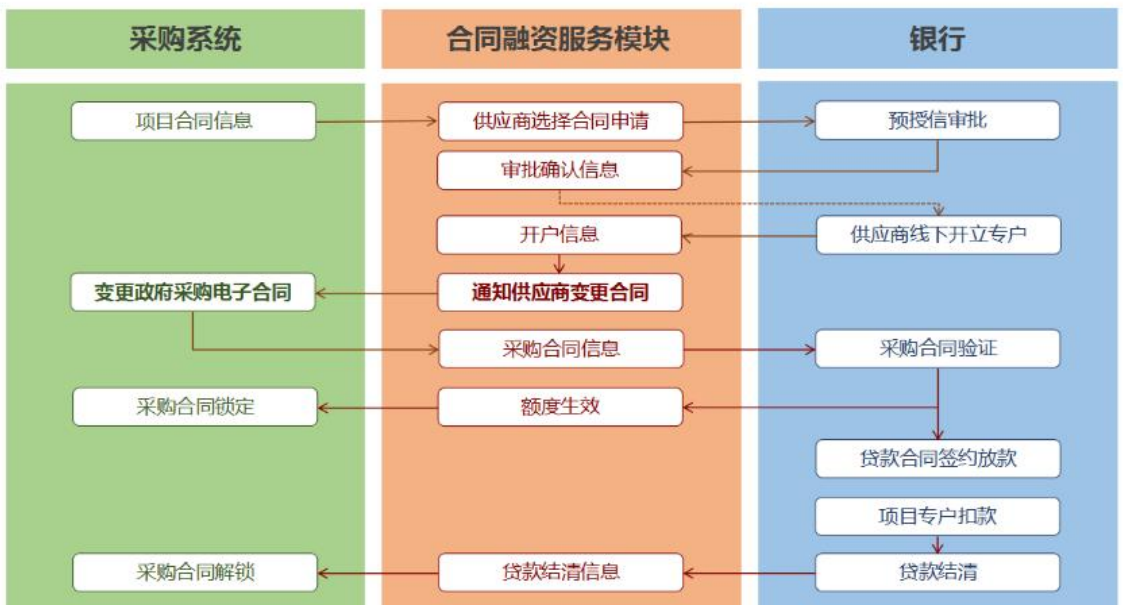 采购系统
合同融资服务模块
银行
项目合同信息
供应商选择合同申请
预授信审批
审批确认信息
开户信息
供应商线下开立专户
变更政府采购电子合同
通知供应商变更合同
采购合同信息
采购合同验证
采购合同锁定
额度生效
贷款合同签约放款
项目专户扣款
采购合同解锁
贷款结清信息
贷款结清